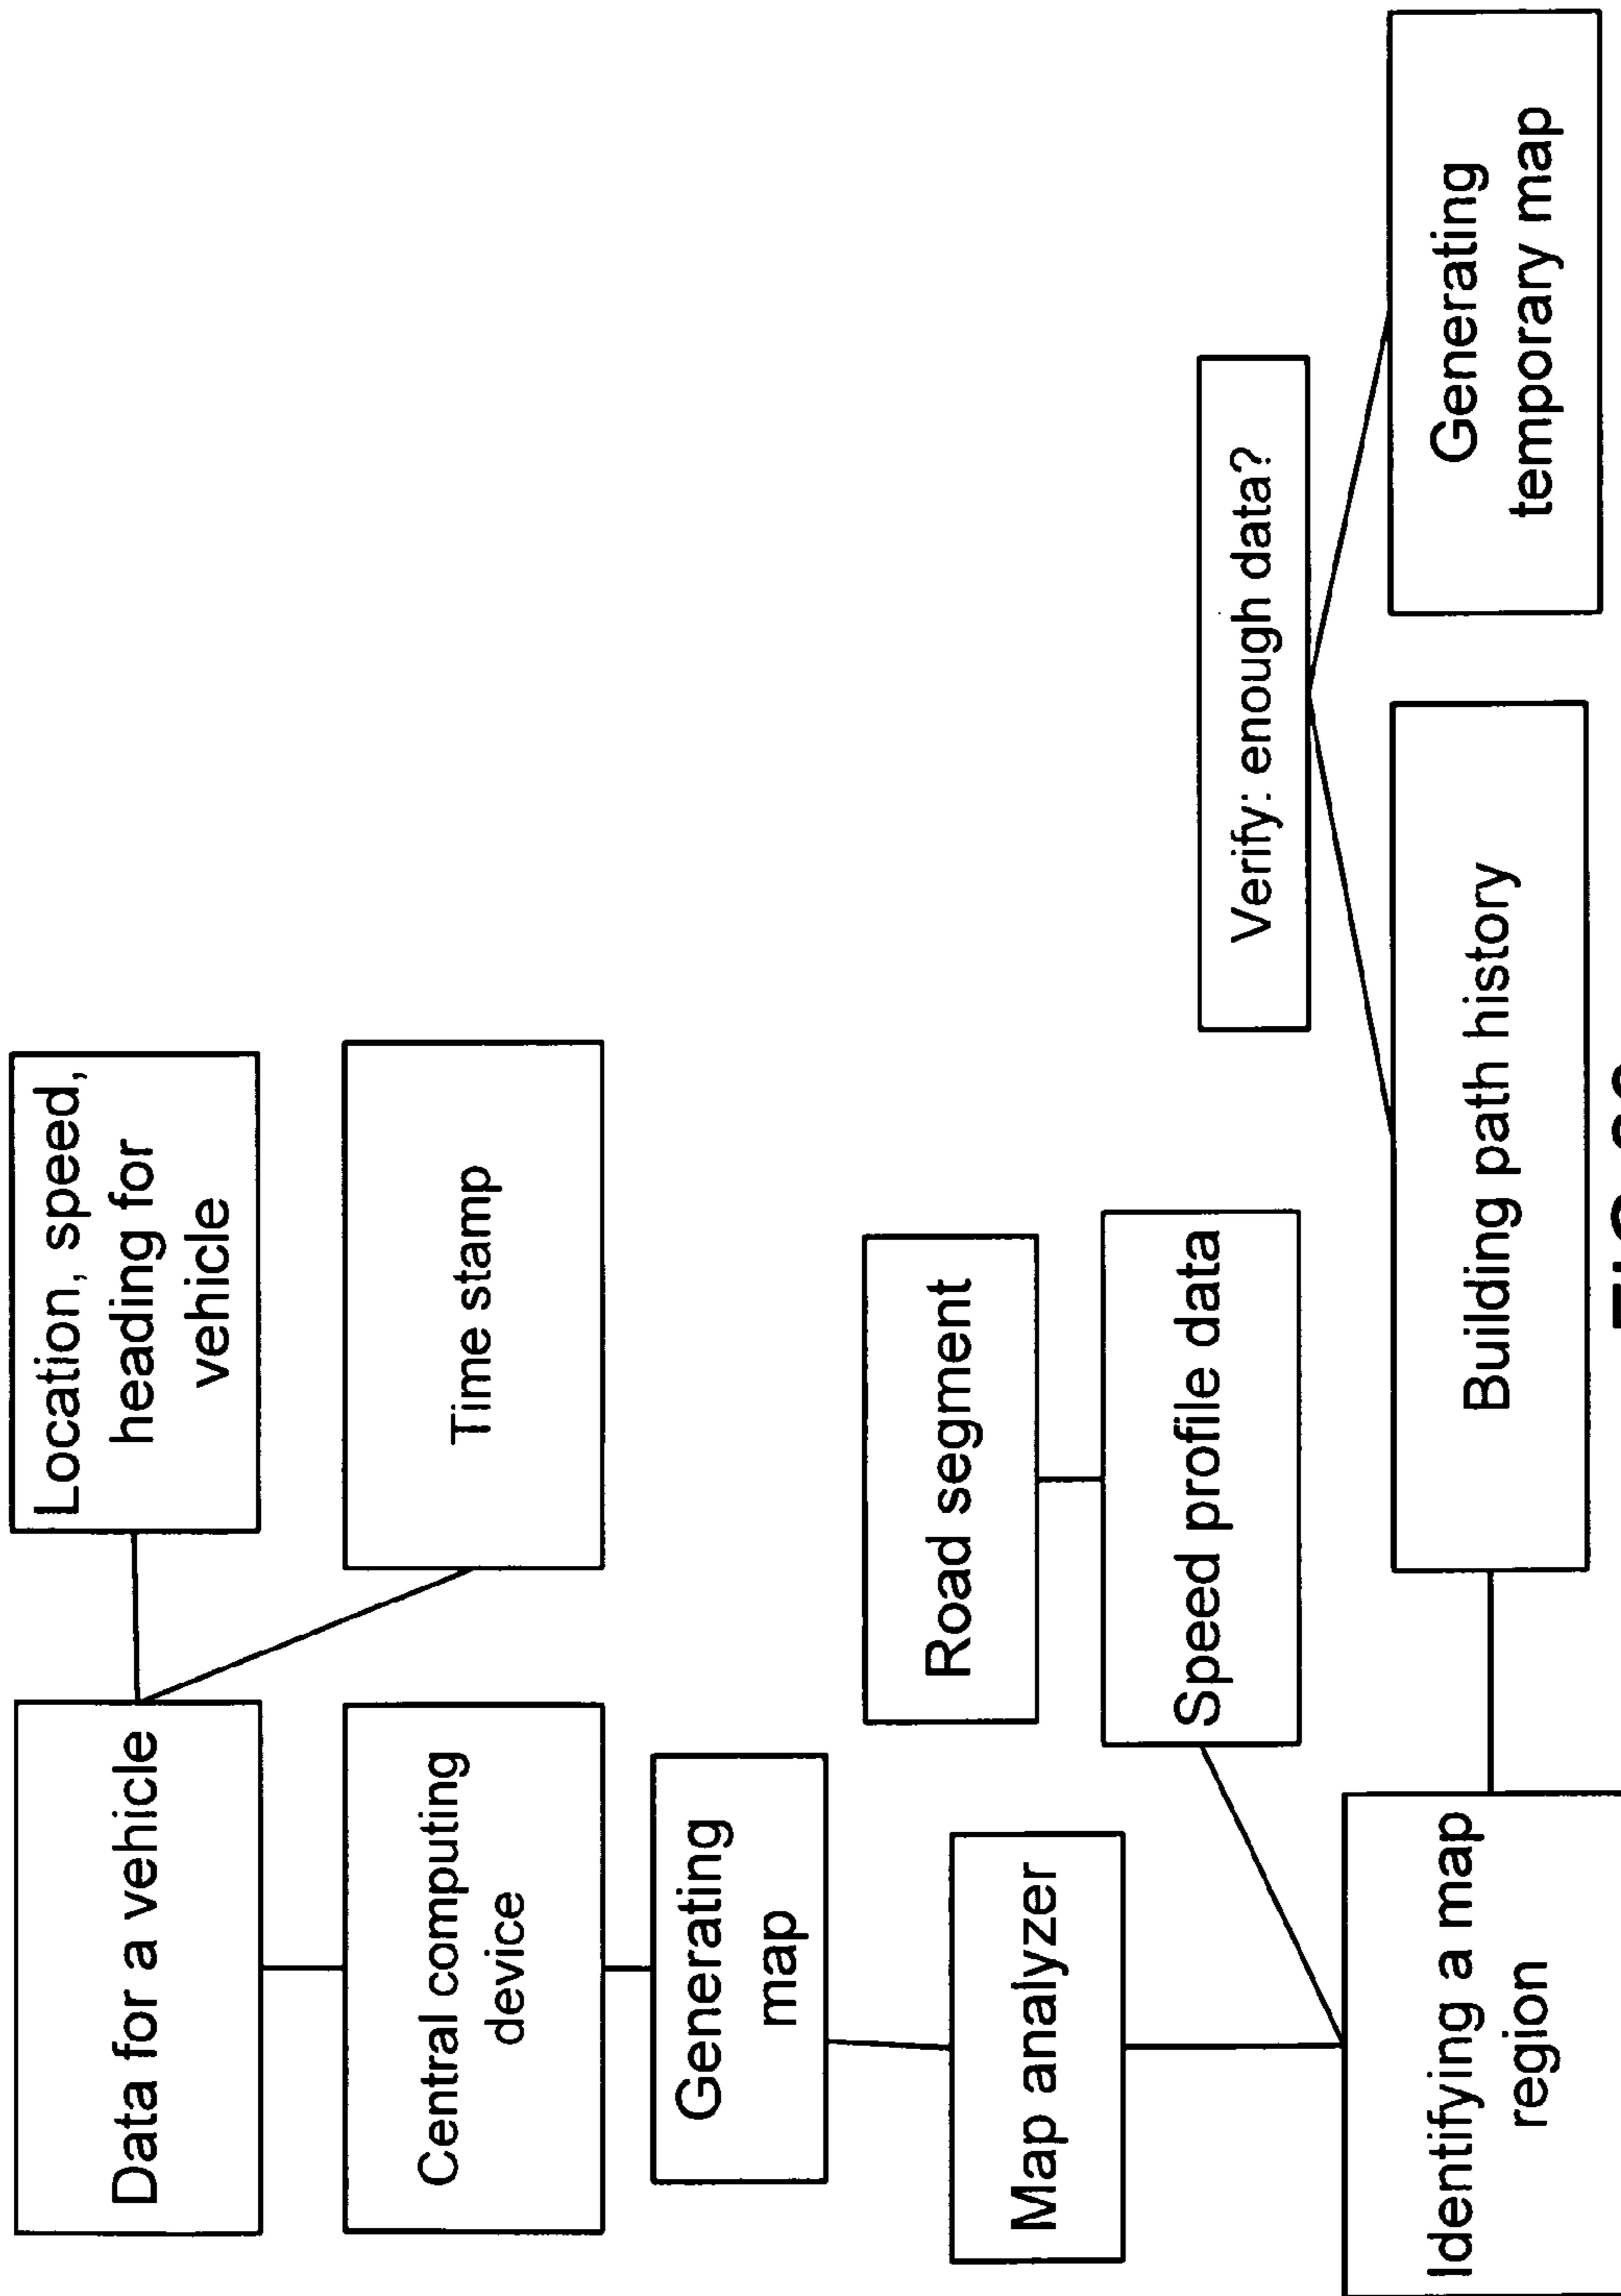 Data for a vehicle
Location, speed,
heading for
vehicle
Central computing
device
Time stamp
Generating
map
Map analyzer
Road segment
Speed profile data
Verify: enough data?
Identifying a map
region
Building path history
Generating
temporary map